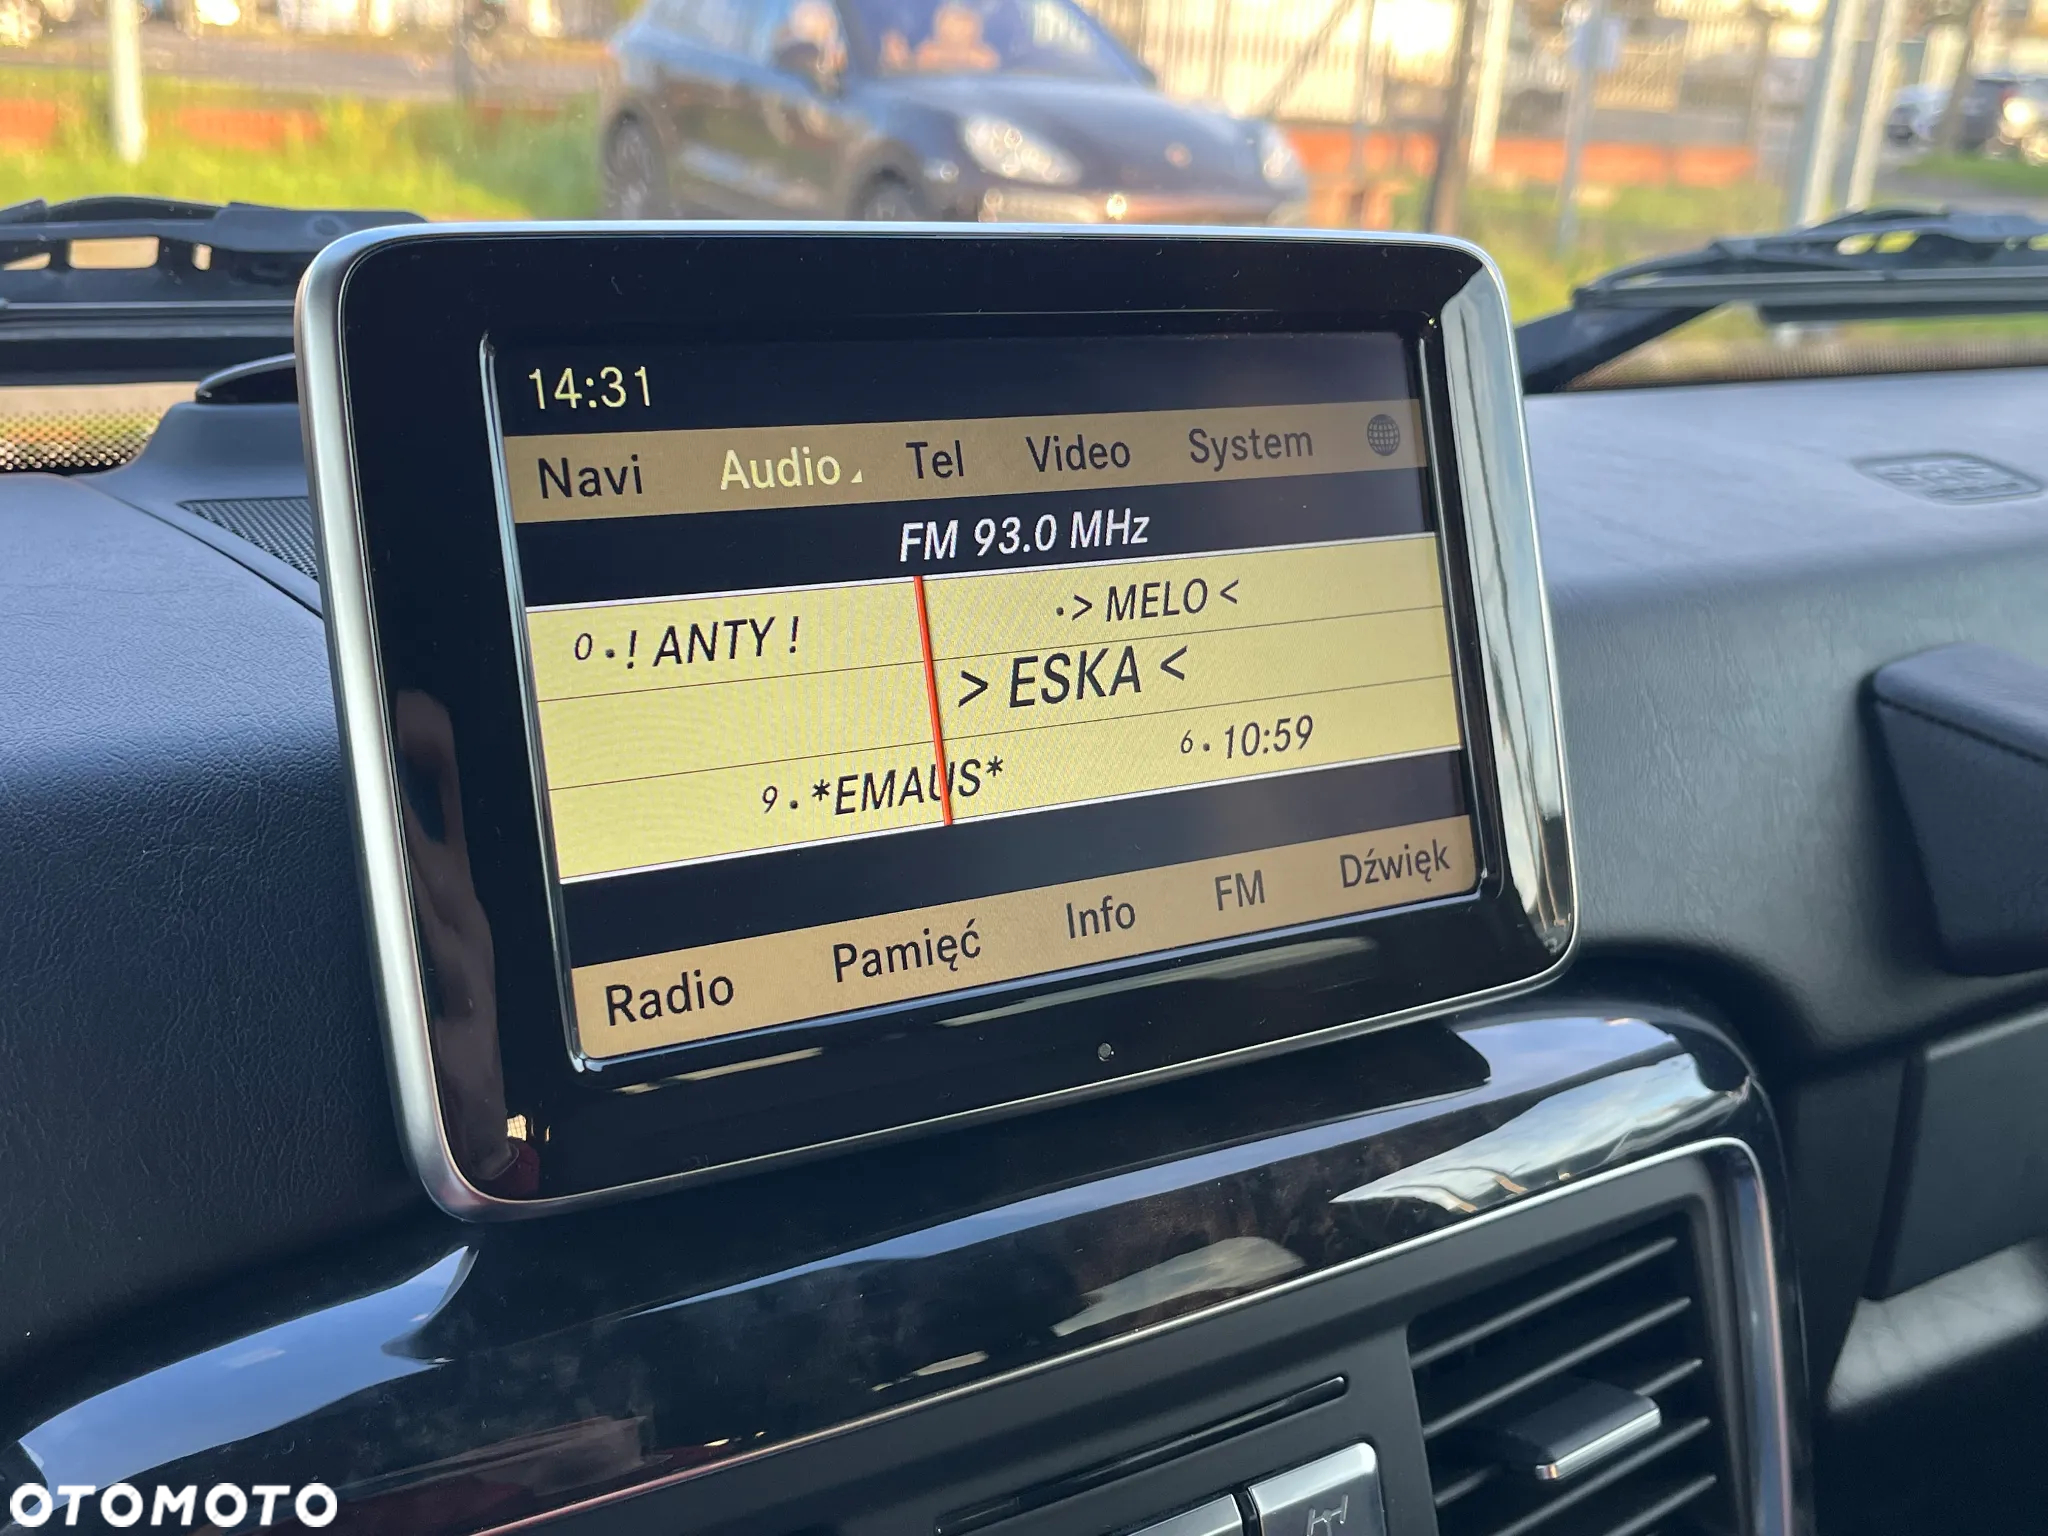 14:31
Navi Audio Tel Video System
FM 93.0 MHz
0 . ! ANTY ! . > MELO <
> ESKA <
9 . *EMAUS* 6 . 10:59
Radio Pamięć Info FM Dźwięk
OTOMOTO